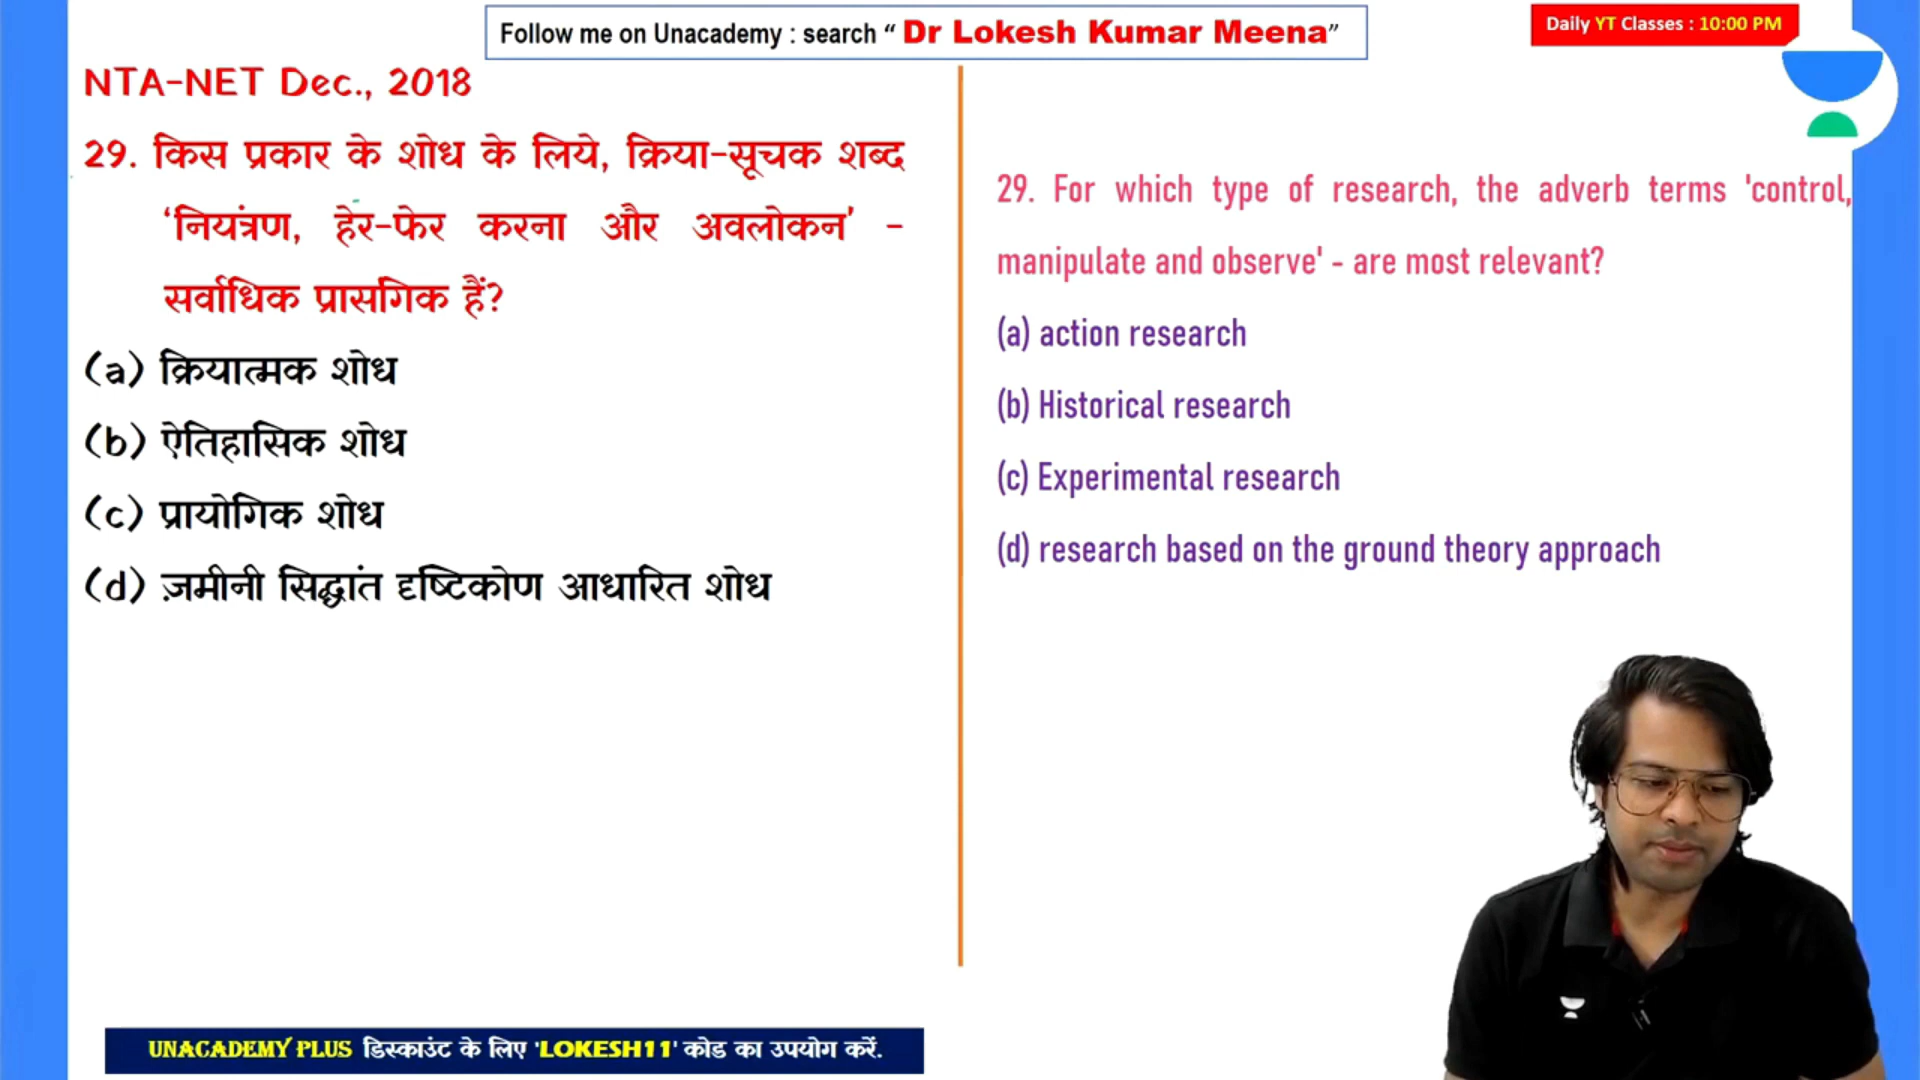 Follow me on Unacademy : search “ Dr Lokesh Kumar Meena”
Daily YT Classes : 10:00 PM
NTA-NET Dec., 2018
29. किस प्रकार के शोध के लिये, क्रिया-सूचक शब्द
‘नियंत्रण, हेर-फेर करना और अवलोकन’ -
सर्वाधिक प्रासगिक हैं?
(a) क्रियात्मक शोध
(b) ऐतिहासिक शोध
(c) प्रायोगिक शोध
(d) ज़मीनी सिद्धांत दृष्टिकोण आधारित शोध
29. For which type of research, the adverb terms 'control,
manipulate and observe' - are most relevant?
(a) action research
(b) Historical research
(c) Experimental research
(d) research based on the ground theory approach
UNACADEMY PLUS डिस्काउंट के लिए 'LOKESH11' कोड का उपयोग करें.